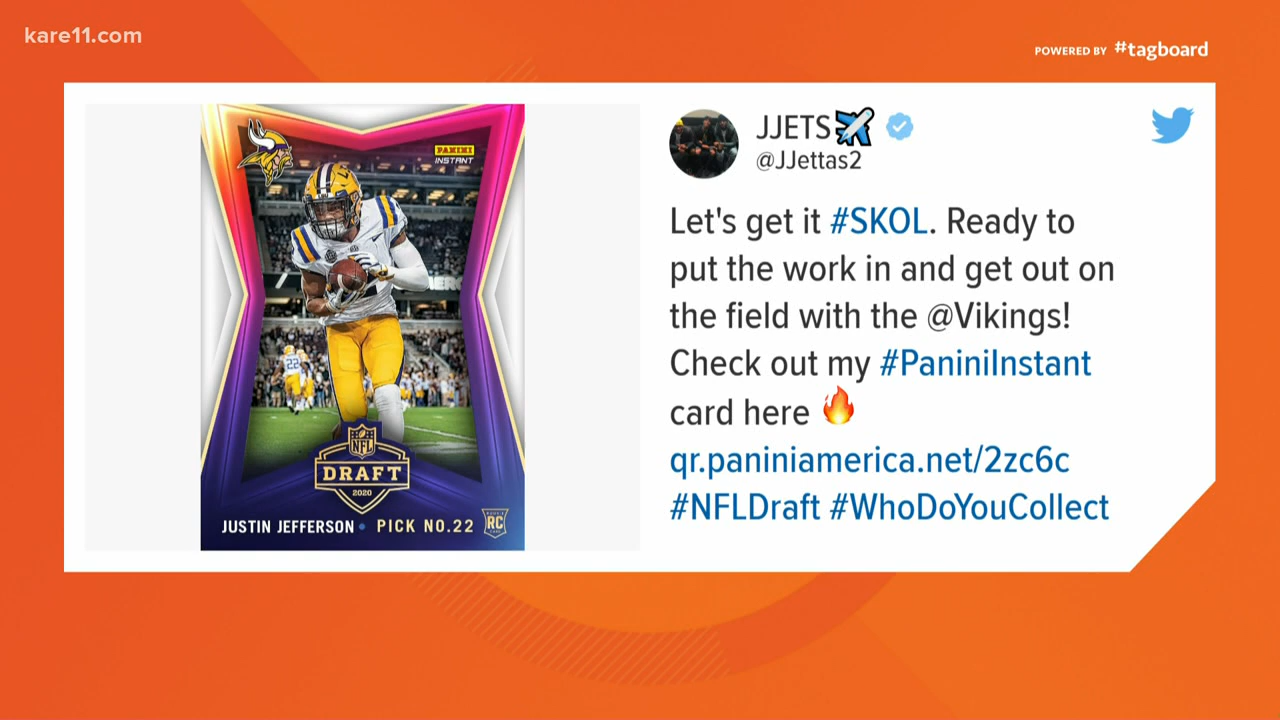 kare11.com
POWERED BY #tagboard
PANINI
INSTANT
22
NFL
DRAFT
2020
JUSTIN JEFFERSON • PICK NO.22
RC
JJETS✈️
@JJettas2
Let's get it #SKOL. Ready to
put the work in and get out on
the field with the @Vikings!
Check out my #PaniniInstant
card here 🔥
qr.paniniamerica.net/2zc6c
#NFLDraft #WhoDoYouCollect